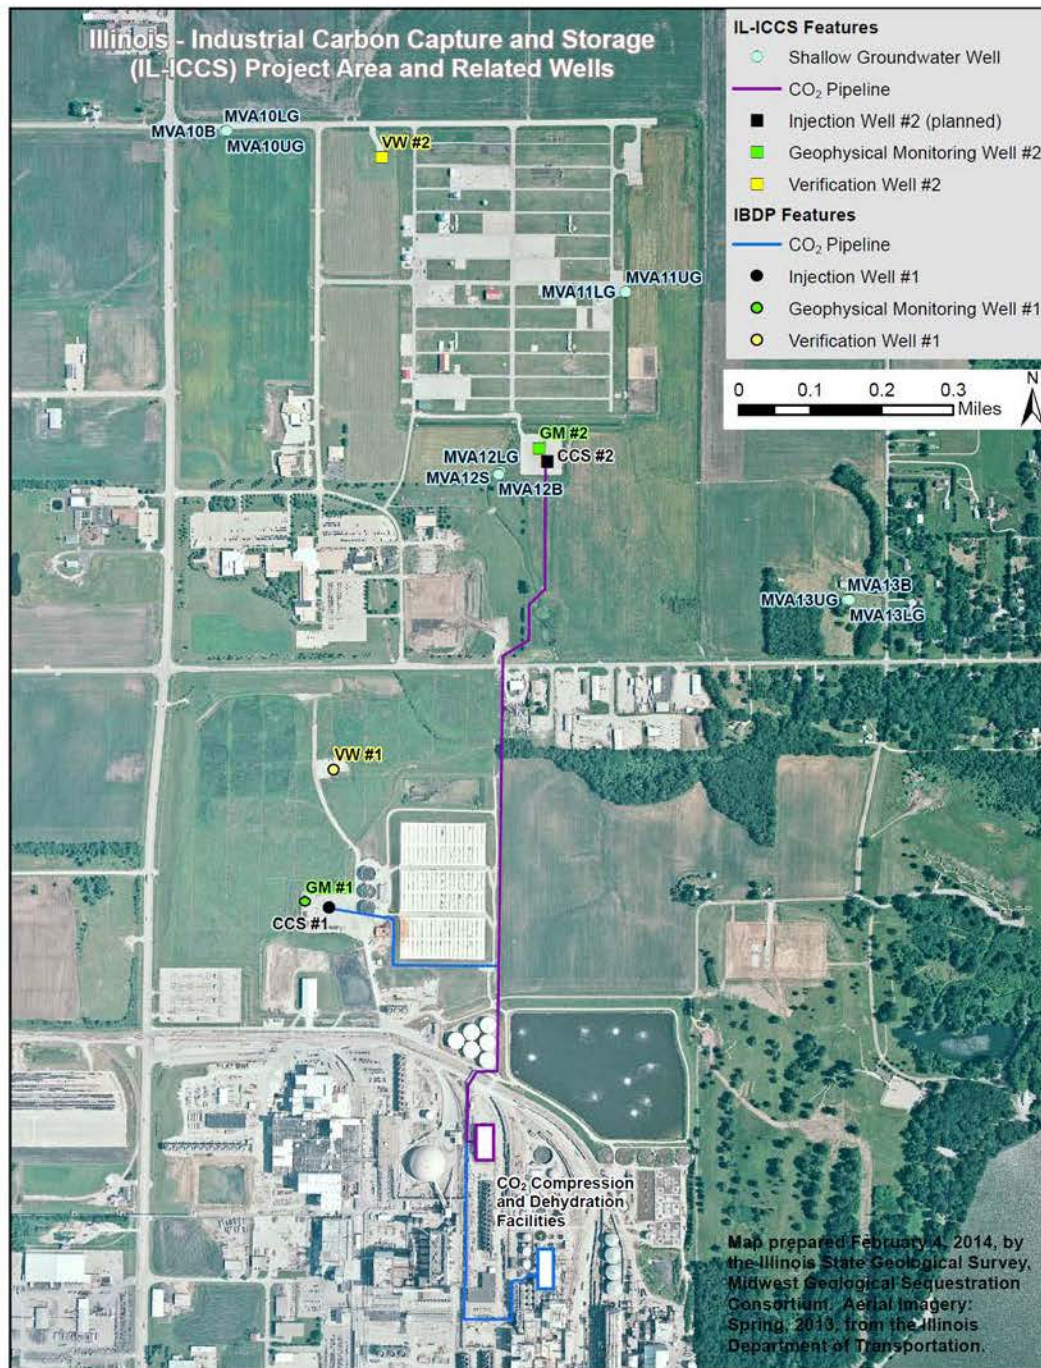 Illinois - Industrial Carbon Capture and Storage
(IL-ICCS) Project Area and Related Wells
IL-ICCS Features
Shallow Groundwater Well
CO₂ Pipeline
Injection Well #2 (planned)
Geophysical Monitoring Well #2
Verification Well #2
IBDP Features
CO₂ Pipeline
Injection Well #1
Geophysical Monitoring Well #1
Verification Well #1
0 0.1 0.2 0.3
Miles
N
MVA10LG
MVA10B
MVA10UG
VW #2
MVA11UG
MVA11LG
GM #2
CCS #2
MVA12LG
MVA12S
MVA12B
MVA13B
MVA13UG
MVA13LG
VW #1
GM #1
CCS #1
CO₂ Compression
and Dehydration
Facilities
Map prepared February 4, 2014, by
the Illinois State Geological Survey,
Midwest Geological Sequestration
Consortium. Aerial Imagery:
Spring, 2013, from the Illinois
Department of Transportation.